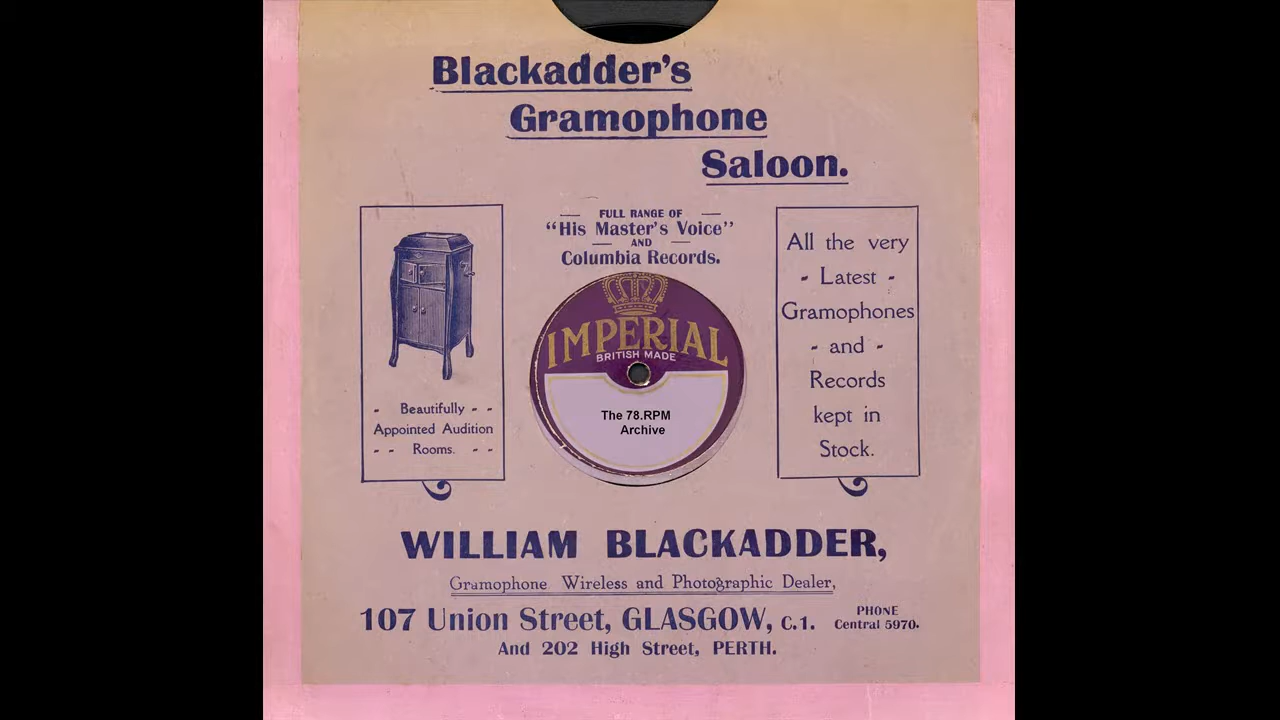 Blackadder's
Gramophone
Saloon.
FULL RANGE OF
"His Master's Voice"
AND
Columbia Records.
- Beautifully - -
Appointed Audition
- - Rooms. - -
IMPERIAL
BRITISH MADE
The 78.RPM
Archive
All the very
- Latest -
Gramophones
- and -
Records
kept in
Stock.
WILLIAM BLACKADDER,
Gramophone Wireless and Photographic Dealer,
107 Union Street, GLASGOW, C.1.
PHONE
Central 5970.
And 202 High Street, PERTH.